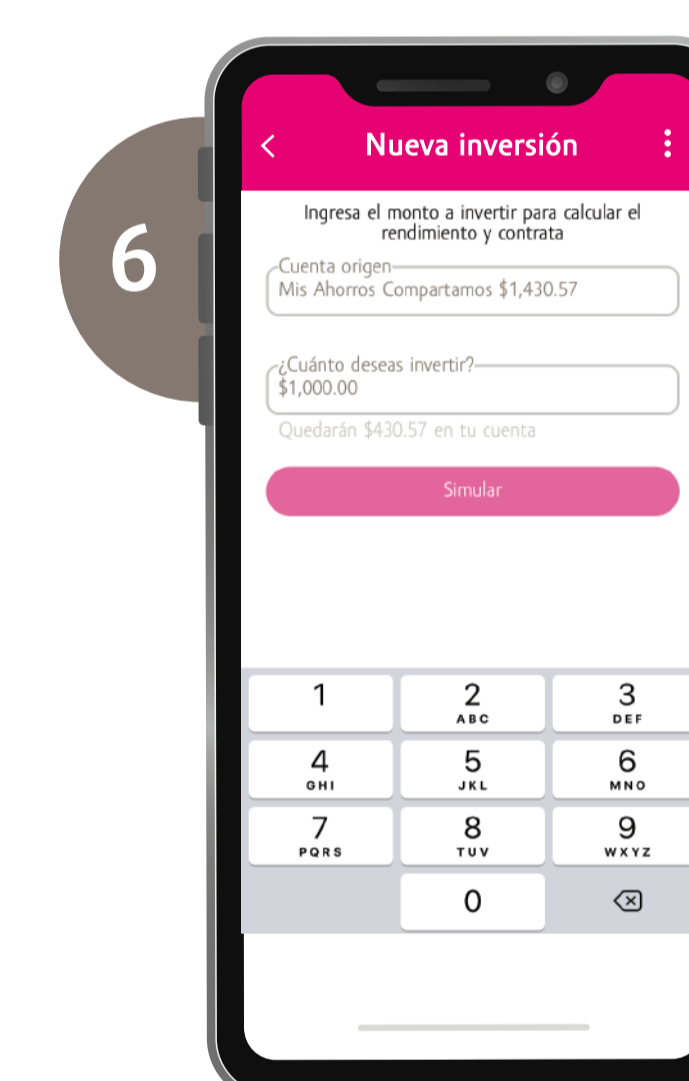 6
Nueva inversión
Ingresa el monto a invertir para calcular el
rendimiento y contrata
Cuenta origen
Mis Ahorros Compartamos $1,430.57
¿Cuánto deseas invertir?
$1,000.00
Quedarán $430.57 en tu cuenta
Simular
1 2 3
ABC DEF
4 5 6
GHI JKL MNO
7 8 9
PQRS TUV WXYZ
0